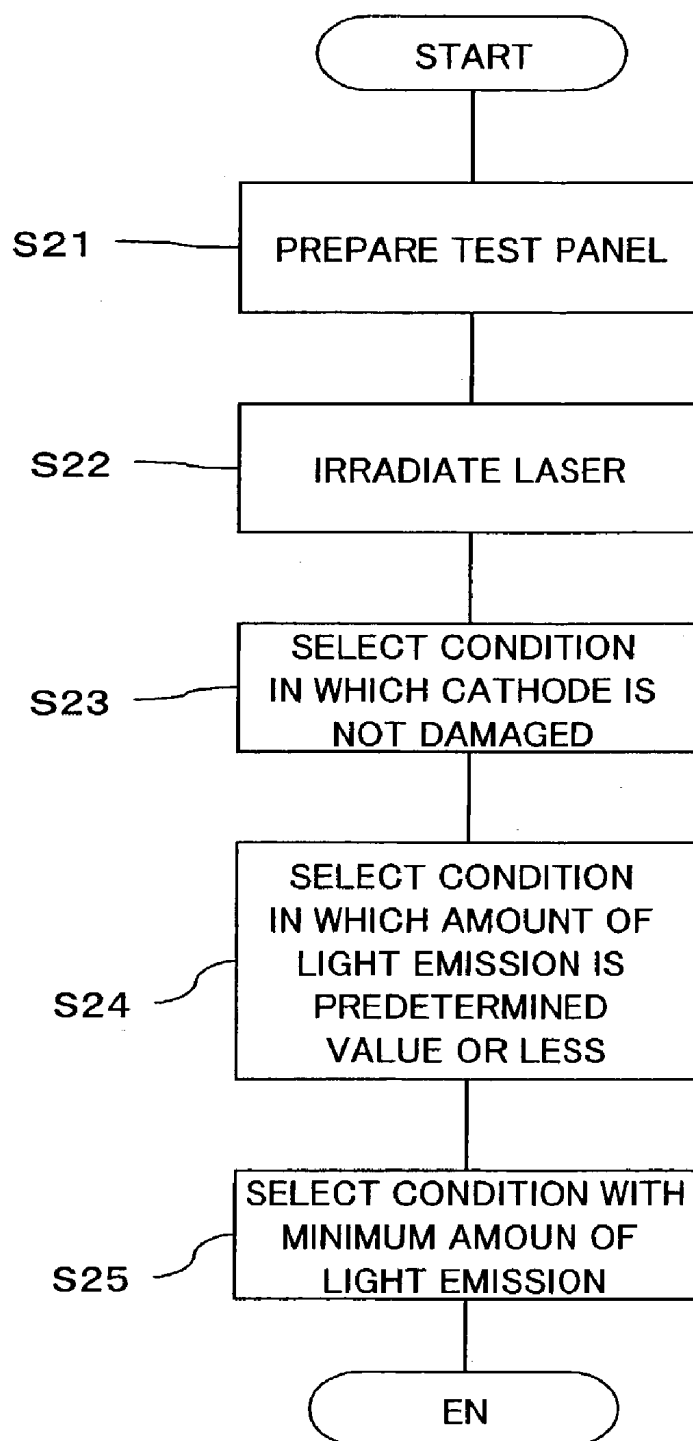 START
S21
PREPARE TEST PANEL
S22
IRRADIATE LASER
S23
SELECT CONDITION
IN WHICH CATHODE IS
NOT DAMAGED
S24
SELECT CONDITION
IN WHICH AMOUNT OF
LIGHT EMISSION IS
PREDETERMINED
VALUE OR LESS
S25
SELECT CONDITION WITH
MINIMUM AMOUN OF
LIGHT EMISSION
EN